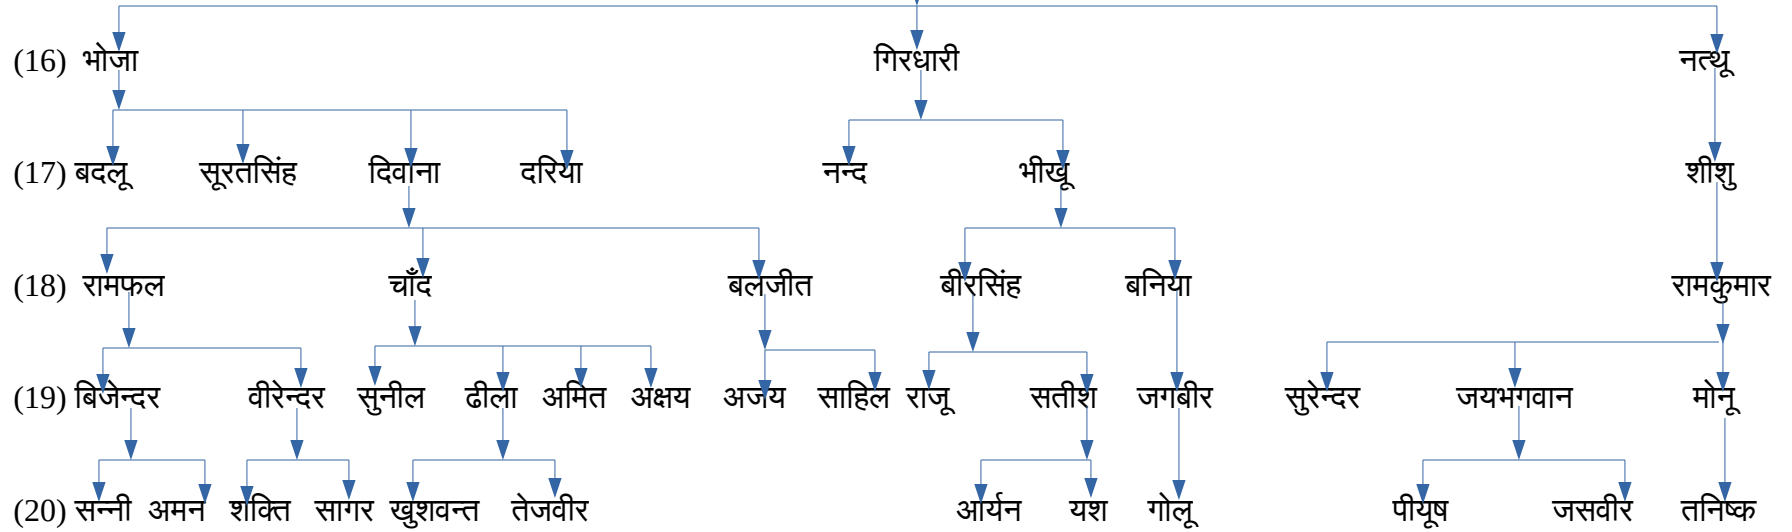 (16) भोजा गिरधारी नत्थू
(17) बदलू सूरतसिंह दिवाना दरिया नन्द भीखू शीशु
(18) रामफल चाँद बलजीत बीरसिंह बनिया रामकुमार
(19) बिजेन्दर वीरेन्दर सुनील ढीला अमित अक्षय अजय साहिल राजू सतीश जगबीर सुरेन्दर जयभगवान मोनू
(20) सन्नी अमन शक्ति सागर खुशवन्त तेजवीर आर्यन यश गोलू पीयूष जसवीर तनिष्क